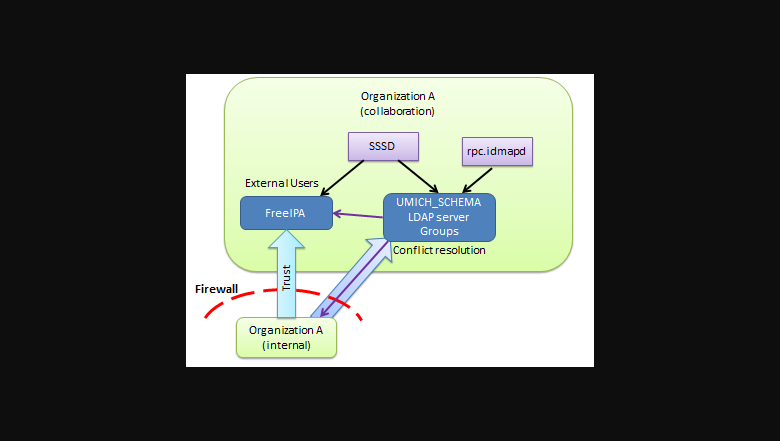 Organization A
(collaboration)
SSSD
rpc.idmapd
External Users
FreeIPA
UMICH_SCHEMA
LDAP server
Groups
Conflict resolution
Trust
Firewall
Organization A
(internal)